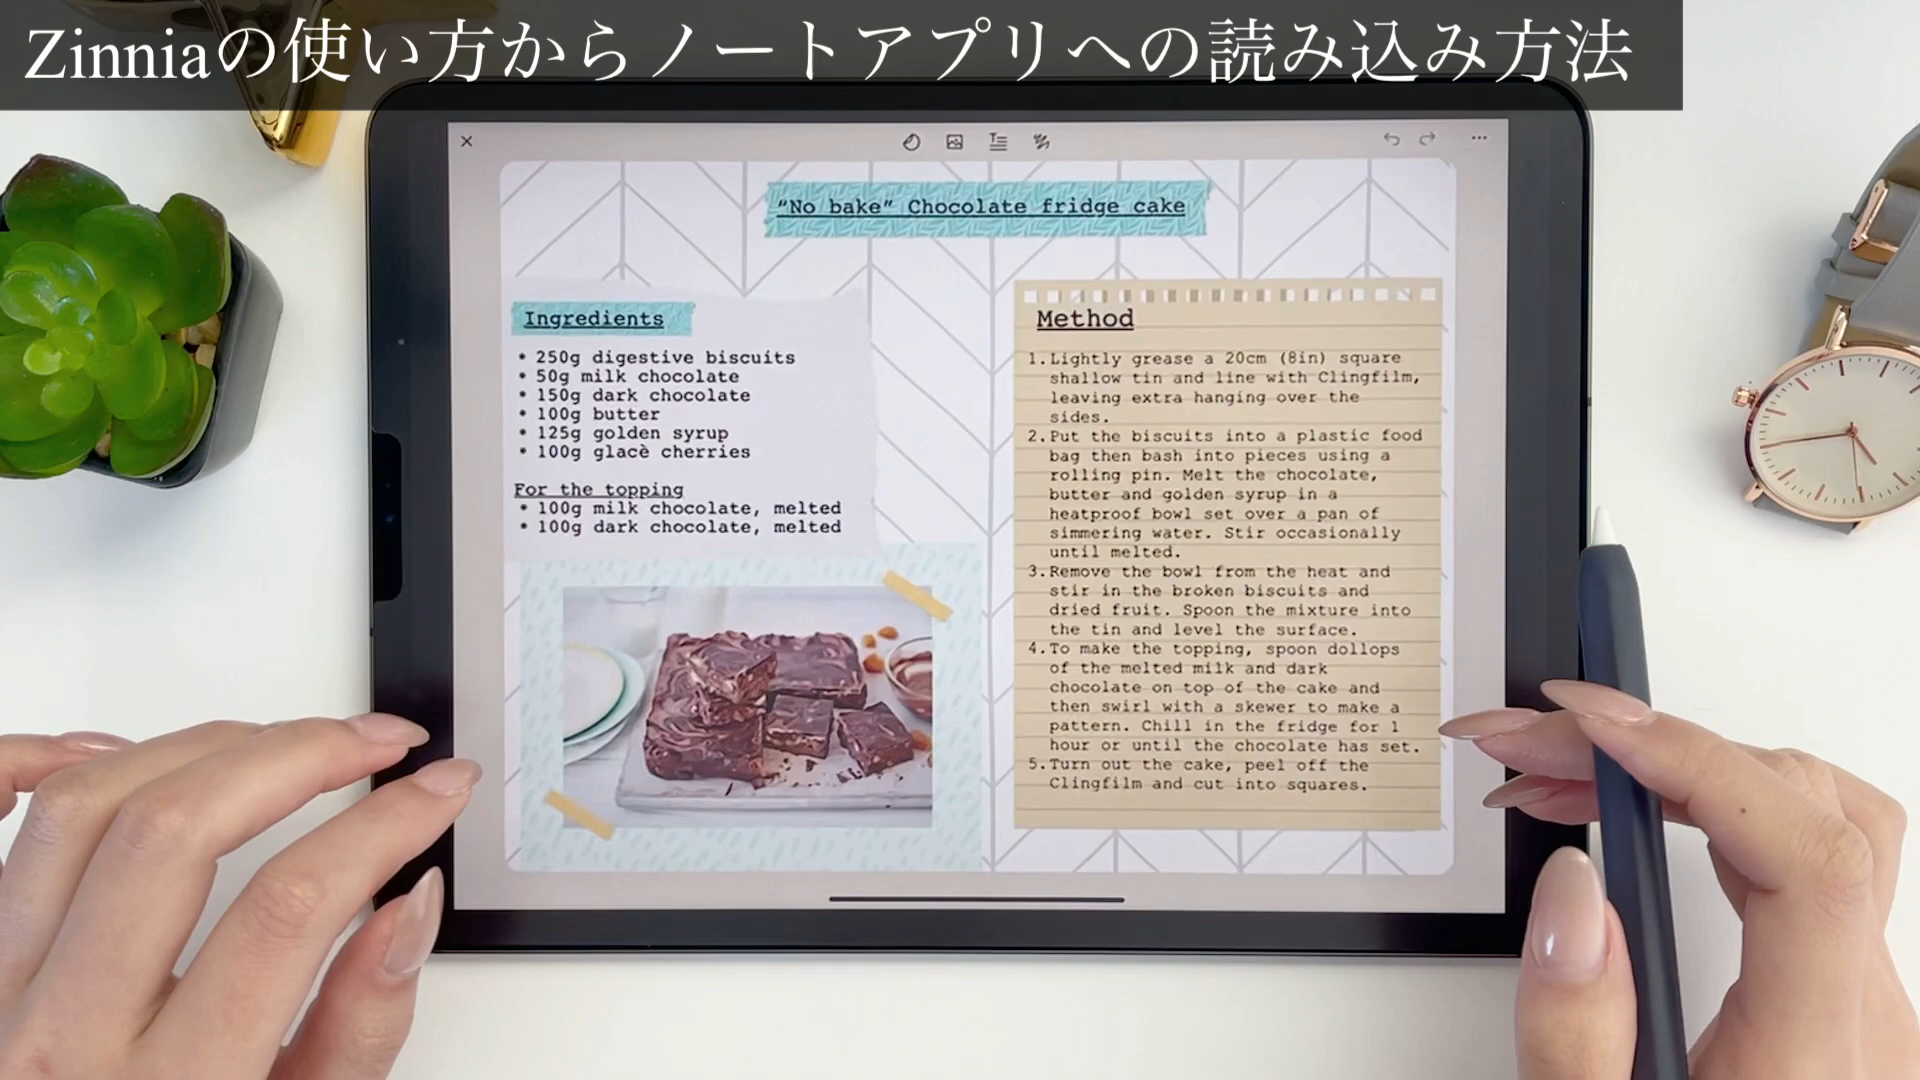 Zinniaの使い方からノートアプリへの読み込み方法
“No bake” Chocolate fridge cake
Ingredients
• 250g digestive biscuits
• 50g milk chocolate
• 150g dark chocolate
• 100g butter
• 125g golden syrup
• 100g glacè cherries
For the topping
• 100g milk chocolate, melted
• 100g dark chocolate, melted
Method
1. Lightly grease a 20cm (8in) square
shallow tin and line with Clingfilm,
leaving extra hanging over the
sides.
2. Put the biscuits into a plastic food
bag then bash into pieces using a
rolling pin. Melt the chocolate,
butter and golden syrup in a
heatproof bowl set over a pan of
simmering water. Stir occasionally
until melted.
3. Remove the bowl from the heat and
stir in the broken biscuits and
dried fruit. Spoon the mixture into
the tin and level the surface.
4. To make the topping, spoon dollops
of the melted milk and dark
chocolate on top of the cake and
then swirl with a skewer to make a
pattern. Chill in the fridge for 1
hour or until the chocolate has set.
5. Turn out the cake, peel off the
Clingfilm and cut into squares.